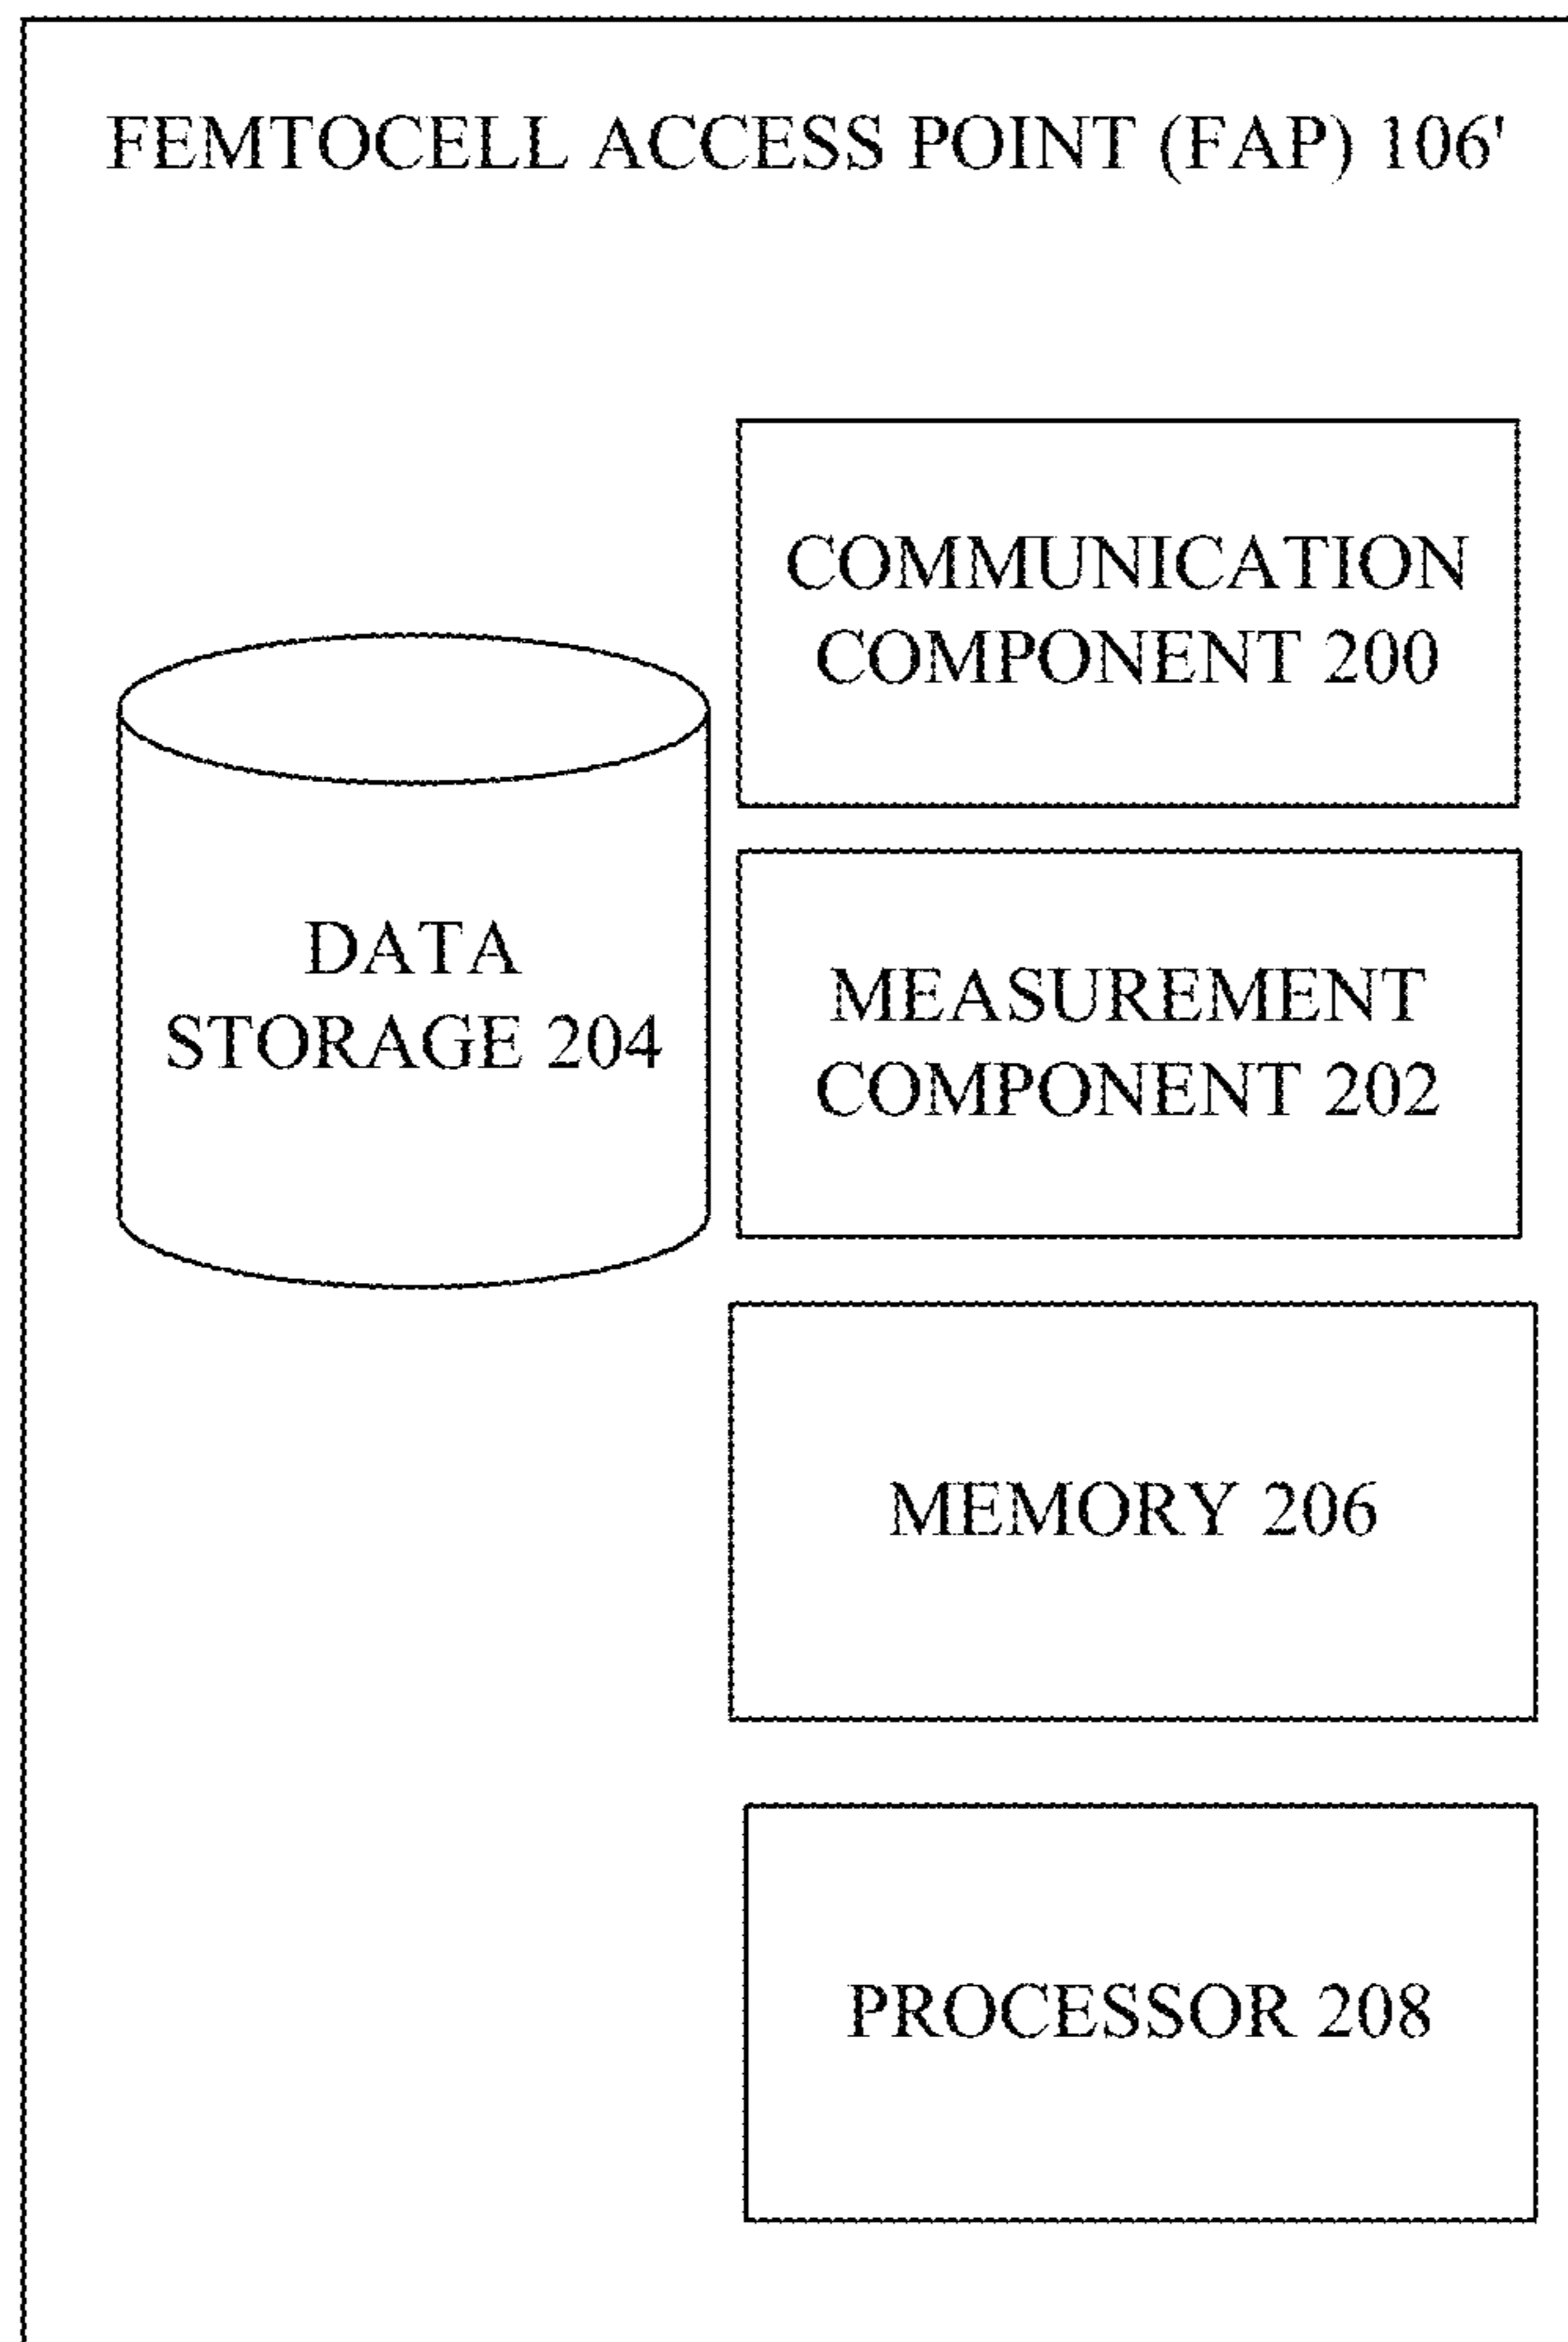 FEMTOCELL ACCESS POINT (FAP) 106'
COMMUNICATION
COMPONENT 200
DATA
STORAGE 204
MEASUREMENT
COMPONENT 202
MEMORY 206
PROCESSOR 208